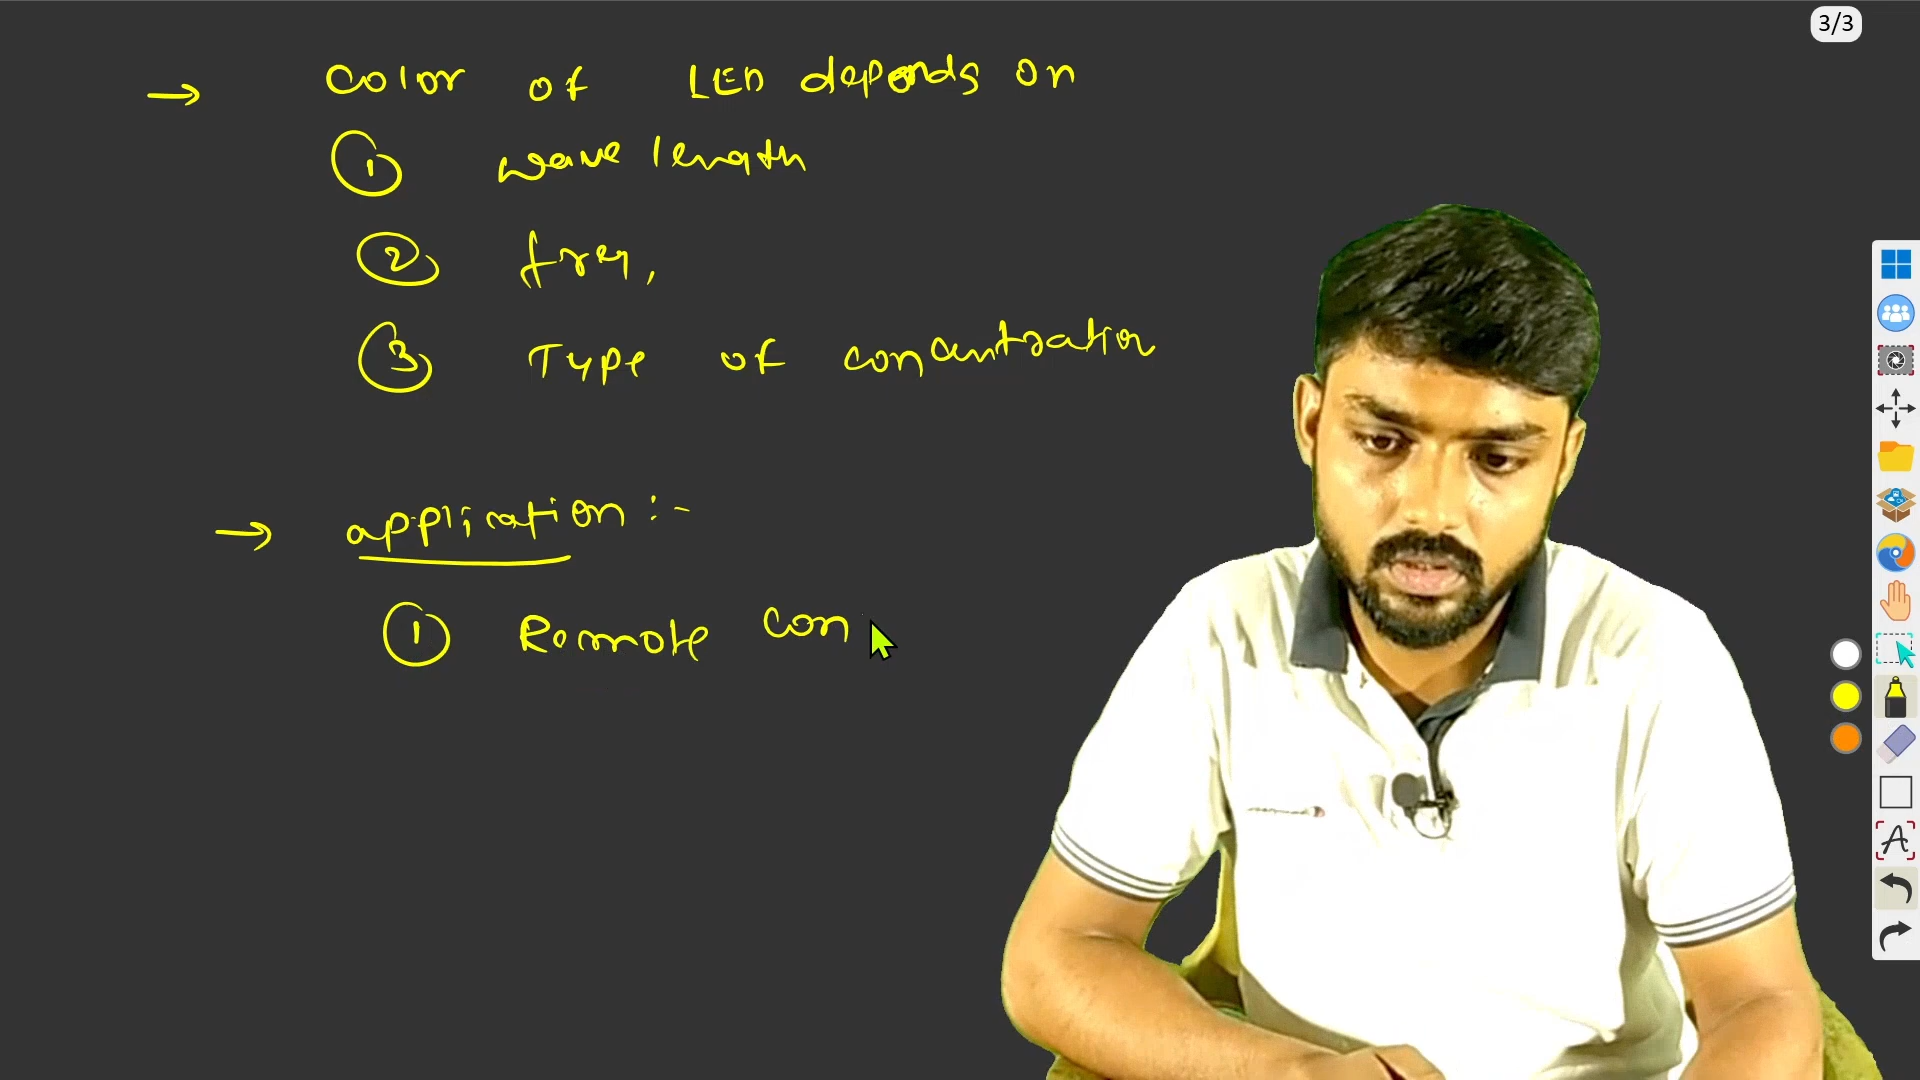 3/3
→ Color of LED depends on
① wave length
② freq,
③ Type of concentration
→ application :-
① Remote con